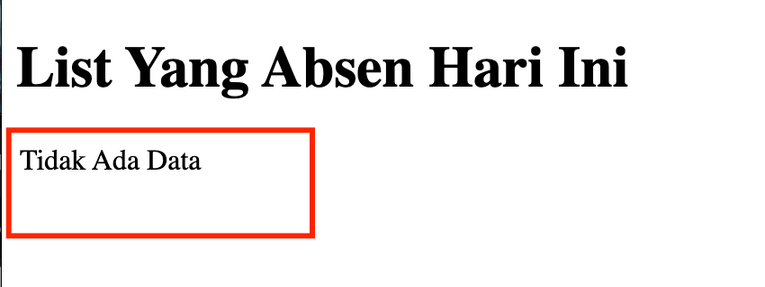 List Yang Absen Hari Ini
Tidak Ada Data